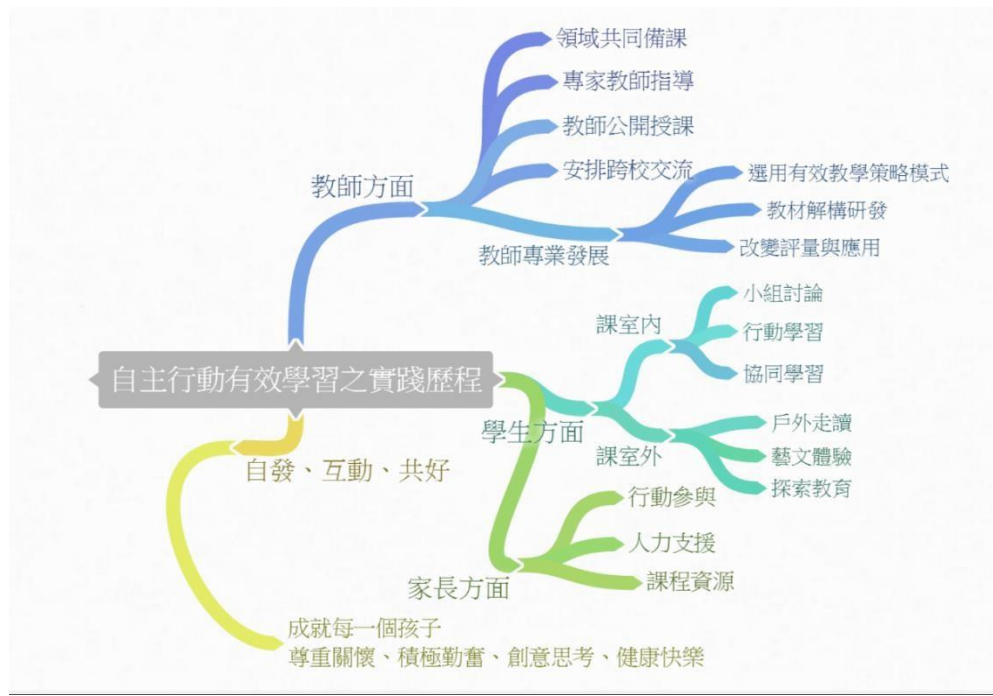 領域共同備課
專家教師指導
教師公開授課
安排跨校交流
教師方面
選用有效教學策略模式
教材解構研發
教師專業發展
改變評量與應用
小組討論
課室內
行動學習
自主行動有效學習之實踐歷程
協同學習
學生方面
戶外走讀
課室外
藝文體驗
自發、互動、共好
探索教育
行動參與
人力支援
家長方面
課程資源
成就每一個孩子
尊重關懷、積極勤奮、創意思考、健康快樂